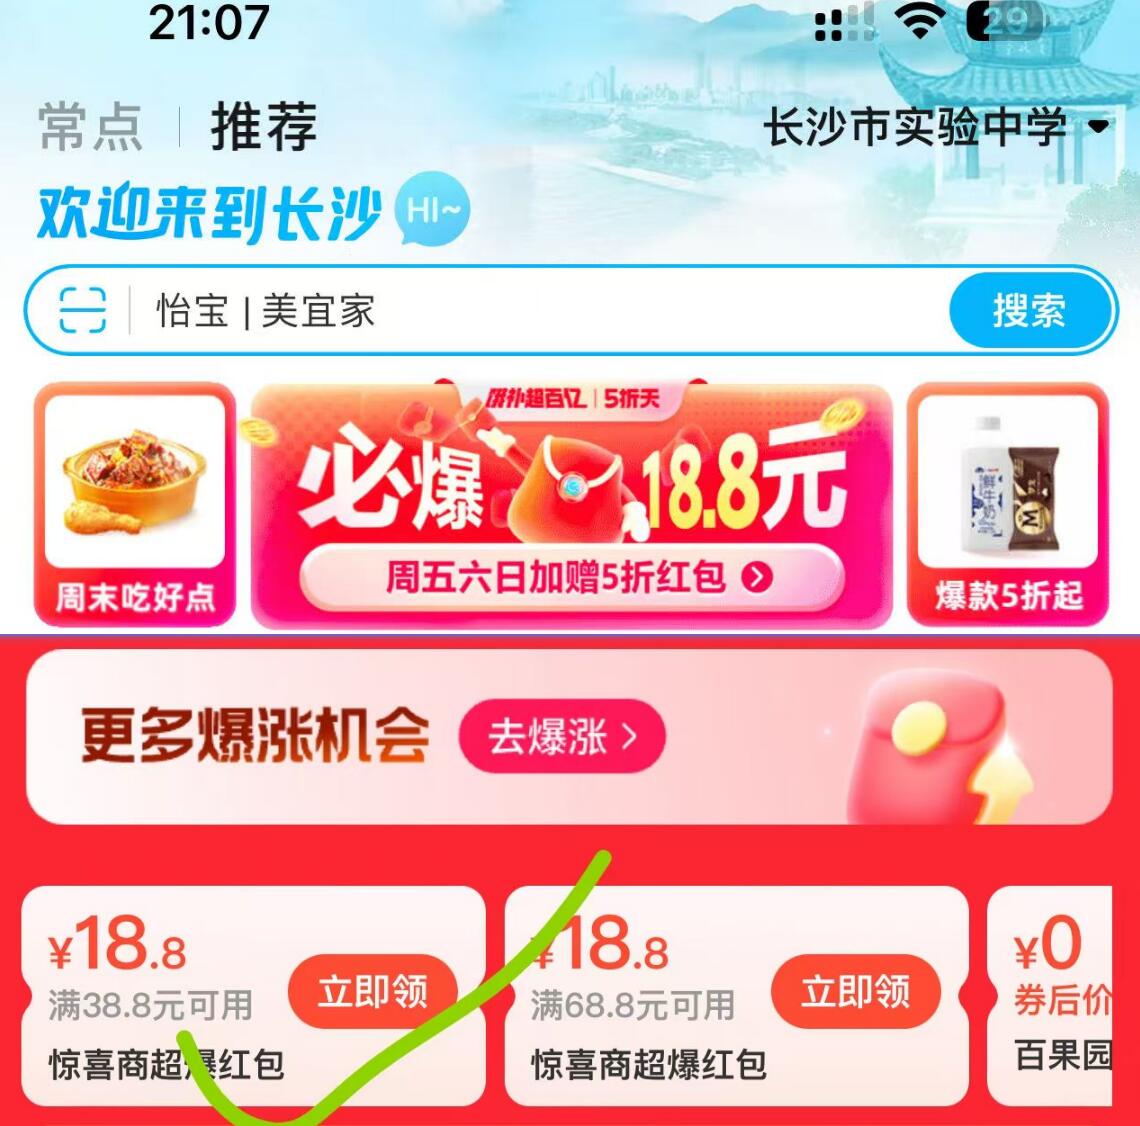 21:07
29
常点 推荐
长沙市实验中学
欢迎来到长沙 HI~
怡宝 | 美宜家
搜索
饿补超百亿 5折天
必爆 18.8元
周五六日加赠5折红包
周末吃好点
鲜牛奶
M
爆款5折起
更多爆涨机会
去爆涨
¥18.8
满38.8元可用
立即领
惊喜商超爆红包
¥18.8
满68.8元可用
立即领
惊喜商超爆红包
¥0
券后价
百果园